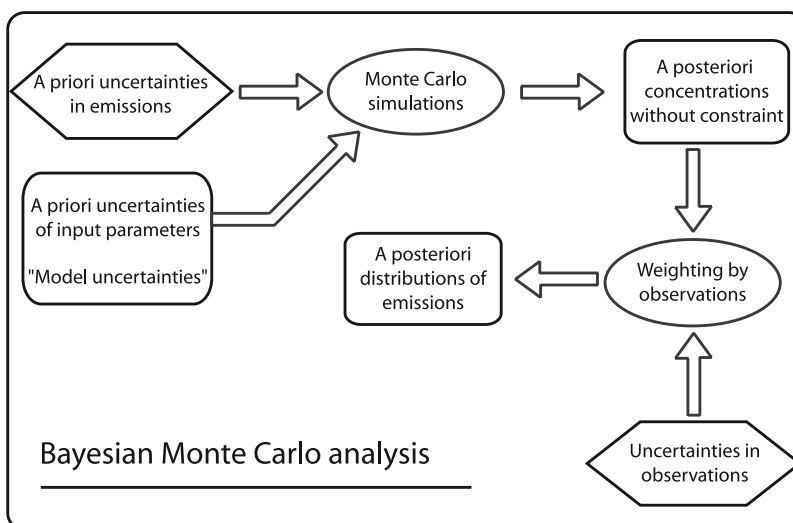 A priori uncertainties
in emissions
Monte Carlo
simulations
A posteriori
concentrations
without constraint
A priori uncertainties
of input parameters
"Model uncertainties"
A posteriori
distributions of
emissions
Weighting by
observations
Bayesian Monte Carlo analysis
Uncertainties in
observations